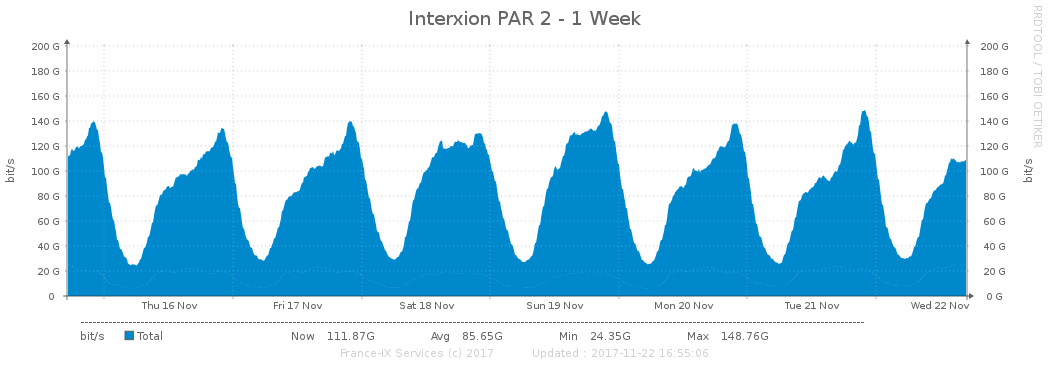 Interxion PAR 2 - 1 Week
RRDTOOL / TOBI OETIKER
bit/s
200 G
180 G
160 G
140 G
120 G
100 G
80 G
60 G
40 G
20 G
0
200 G
180 G
160 G
140 G
120 G
100 G
80 G
60 G
40 G
20 G
0 G
bit/s
Thu 16 Nov Fri 17 Nov Sat 18 Nov Sun 19 Nov Mon 20 Nov Tue 21 Nov Wed 22 Nov
bit/s Total Now 111.87G Avg 85.65G Min 24.35G Max 148.76G
France-IX Services (c) 2017 Updated : 2017-11-22 16:55:06